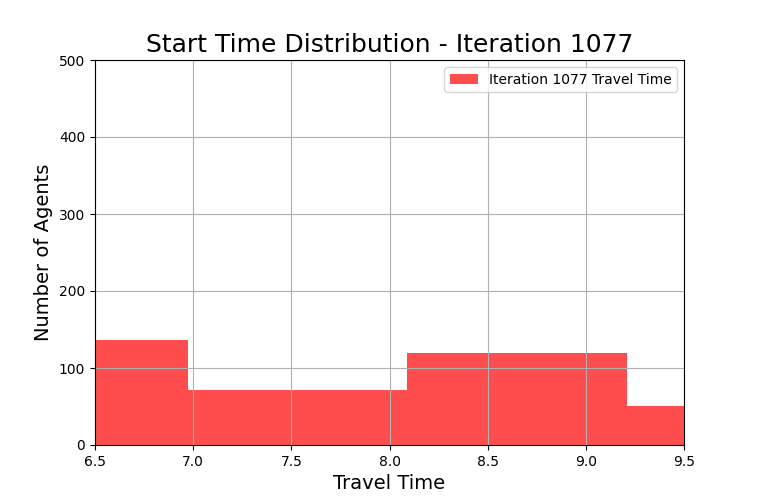 Start Time Distribution - Iteration 1077
Iteration 1077 Travel Time
Number of Agents
500
400
300
200
100
0
6.5 7.0 7.5 8.0 8.5 9.0 9.5
Travel Time